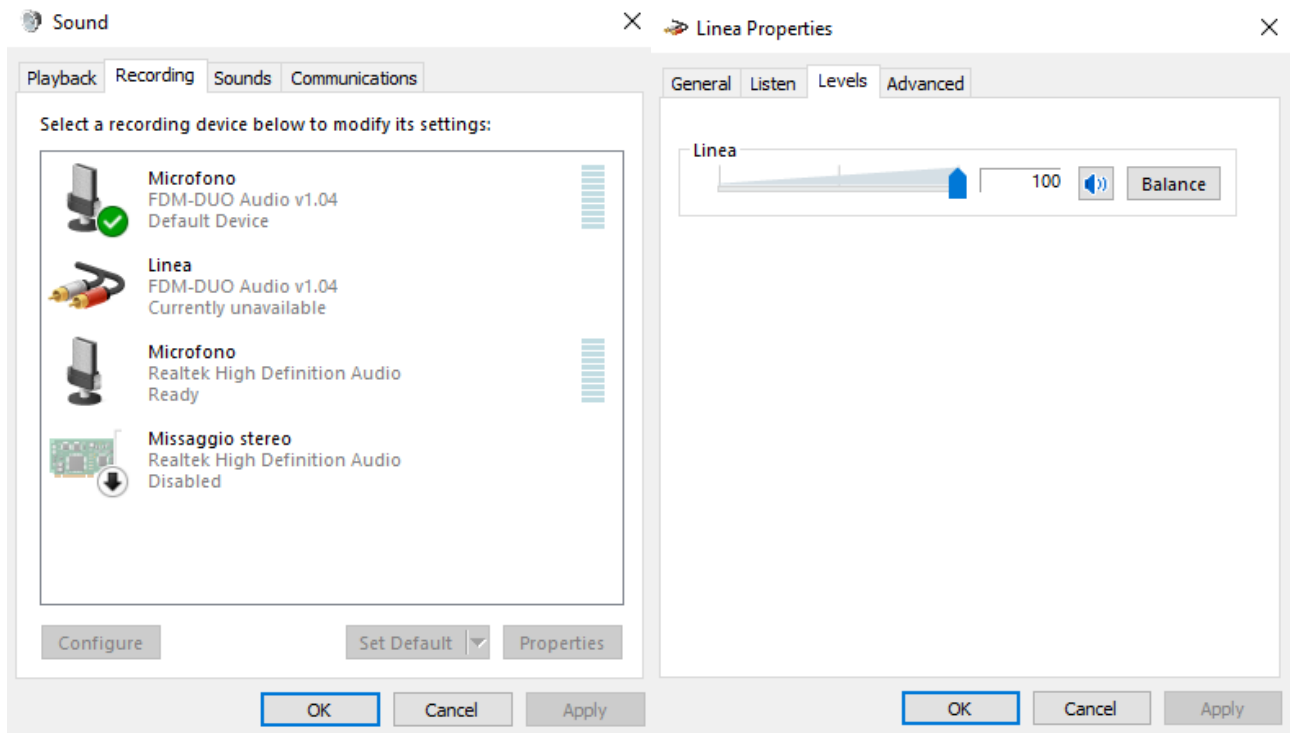 Sound
Playback Recording Sounds Communications
Select a recording device below to modify its settings:
Microfono
FDM-DUO Audio v1.04
Default Device
Linea
FDM-DUO Audio v1.04
Currently unavailable
Microfono
Realtek High Definition Audio
Ready
Missaggio stereo
Realtek High Definition Audio
Disabled
Configure Set Default Properties
OK Cancel Apply
Linea Properties
General Listen Levels Advanced
Linea
100 Balance
OK Cancel Apply